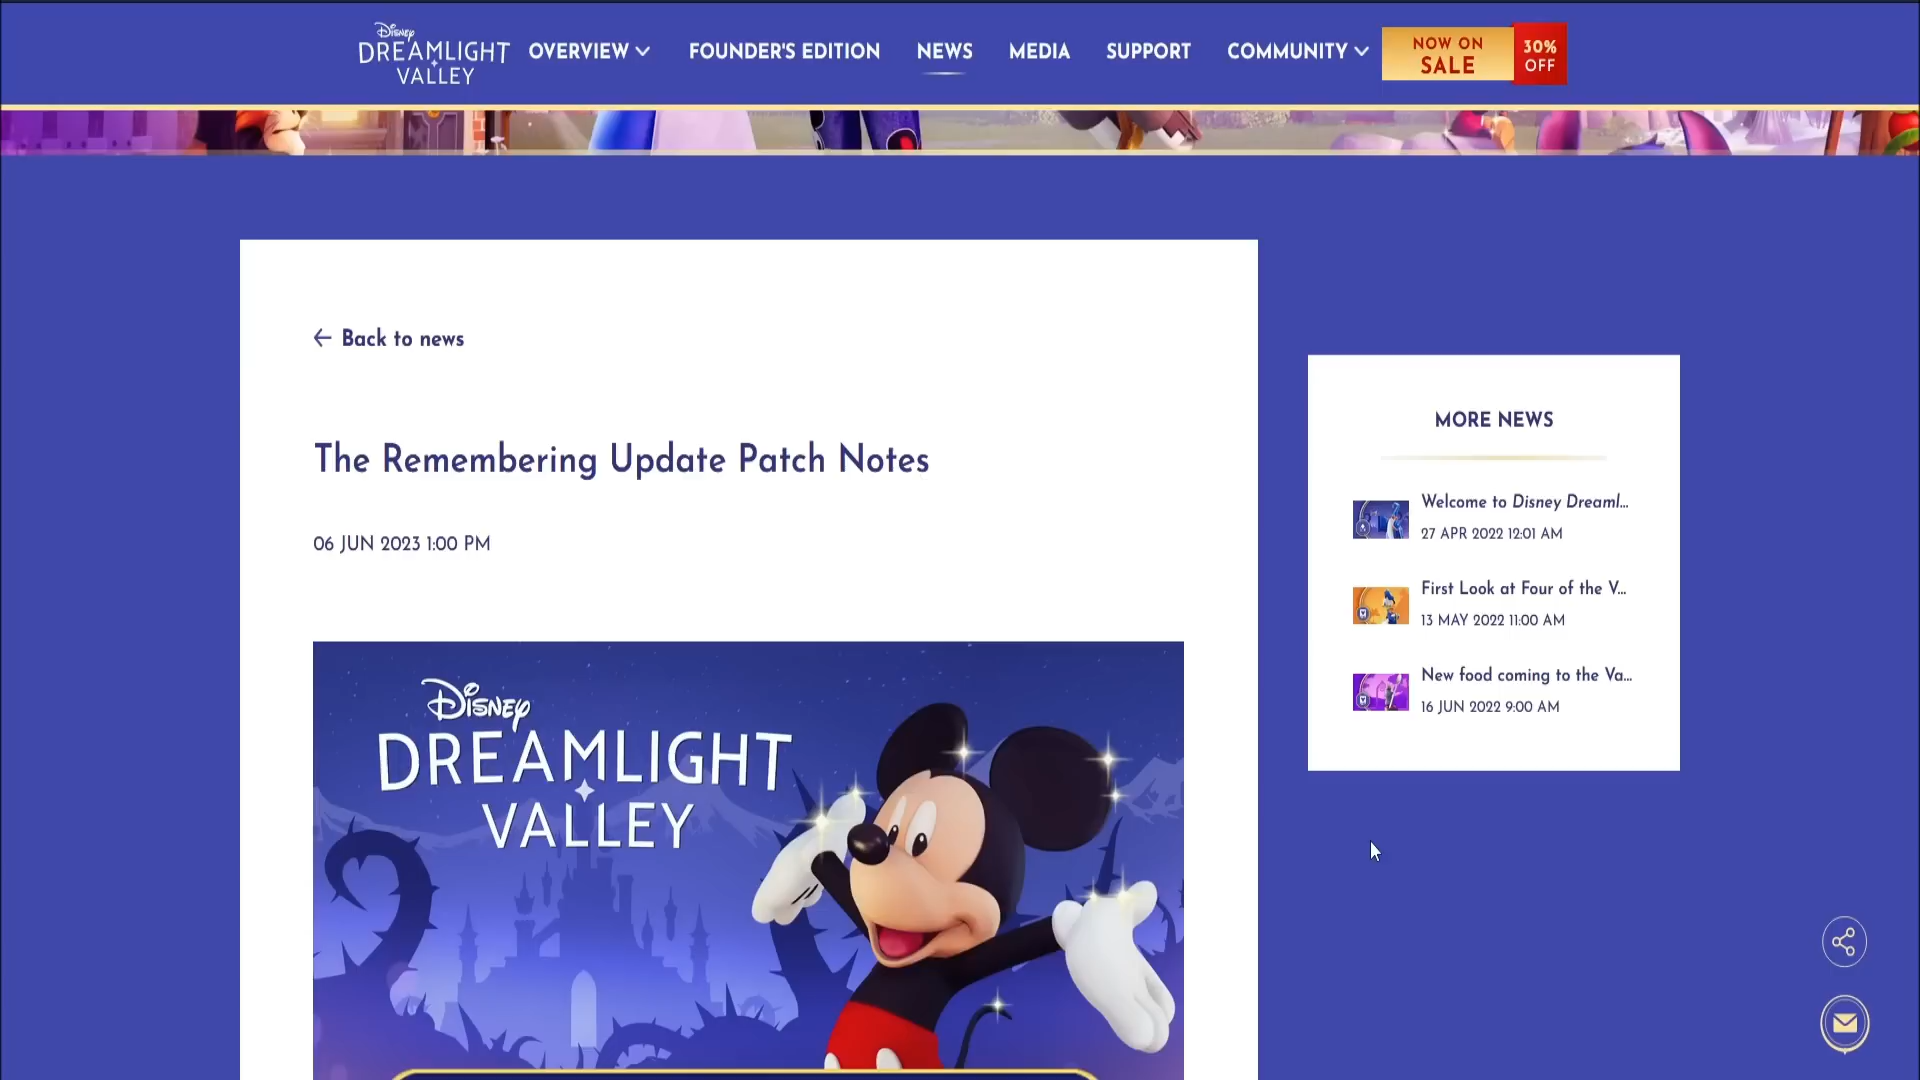 Disney
DREAMLIGHT
VALLEY
OVERVIEW
FOUNDER'S EDITION
NEWS
MEDIA
SUPPORT
COMMUNITY
NOW ON
SALE
30%
OFF
Back to news
The Remembering Update Patch Notes
06 JUN 2023 1:00 PM
Disney
DREAMLIGHT
VALLEY
MORE NEWS
Welcome to Disney Dreaml...
27 APR 2022 12:01 AM
First Look at Four of the V...
13 MAY 2022 11:00 AM
New food coming to the Va...
16 JUN 2022 9:00 AM